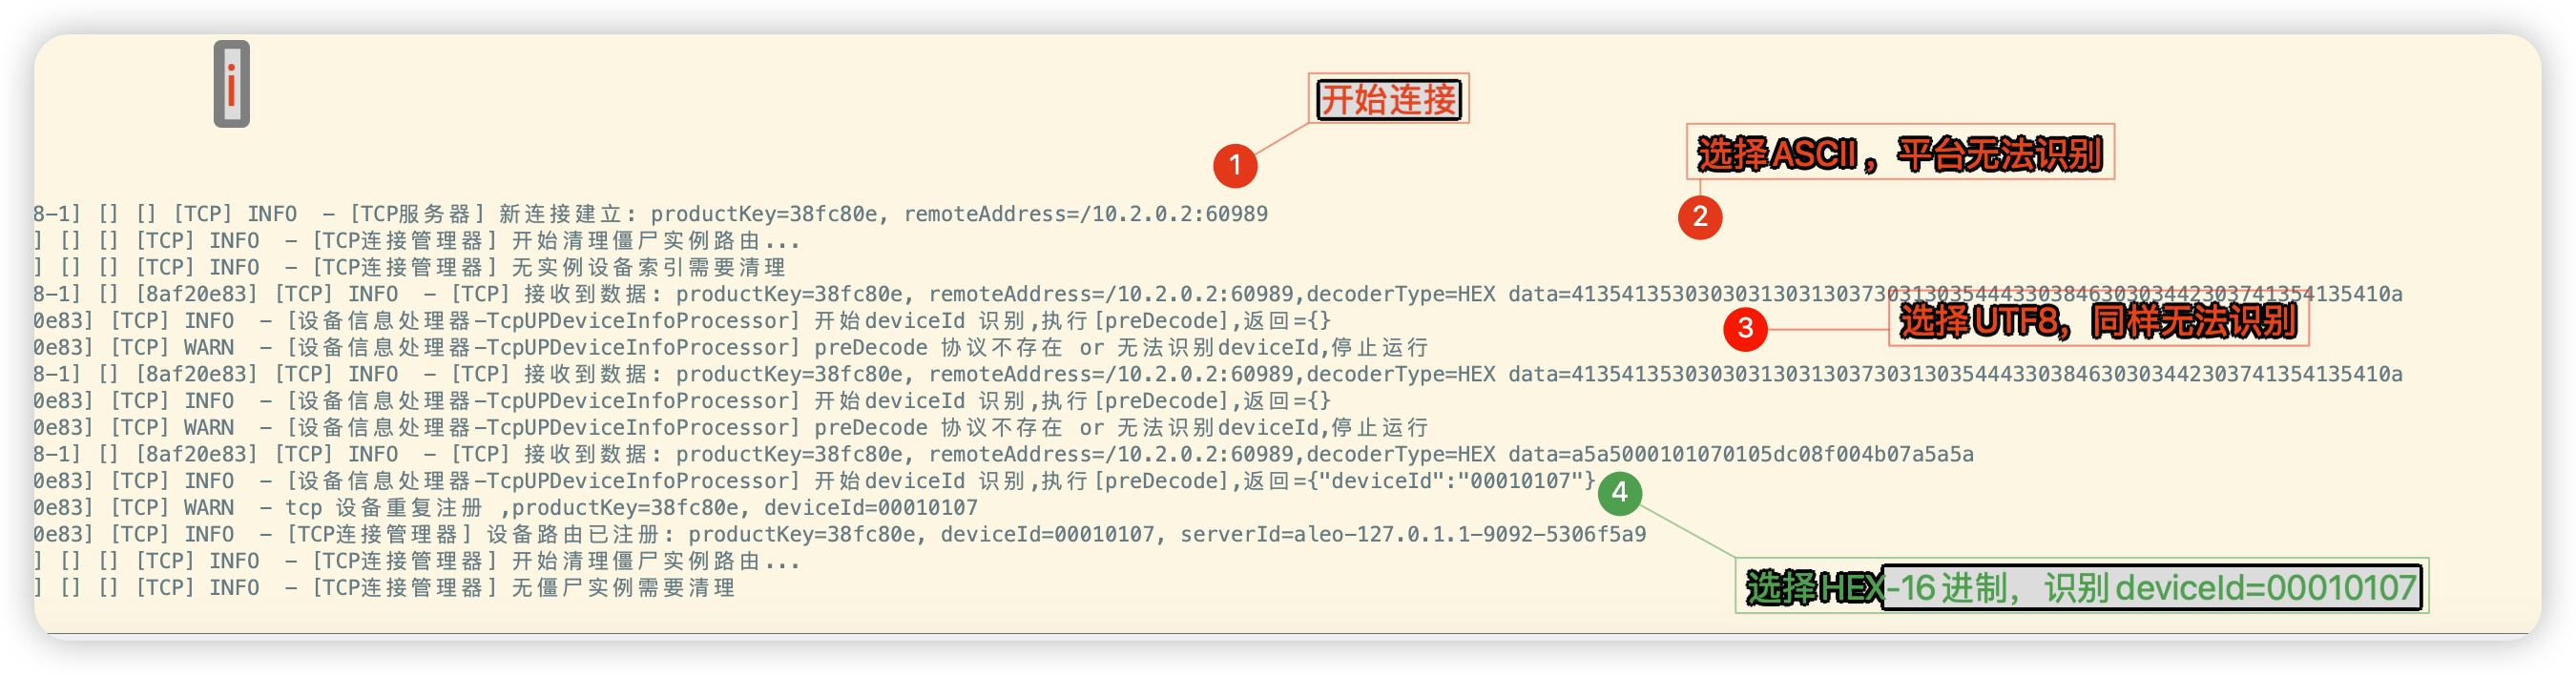 i
开始连接
1
选择ASCII，平台无法识别
2
8-1] [] [] [TCP] INFO  - [TCP服务器] 新连接建立: productKey=38fc80e, remoteAddress=/10.2.0.2:60989
] [] [] [TCP] INFO  - [TCP连接管理器] 开始清理僵尸实例路由...
] [] [] [TCP] INFO  - [TCP连接管理器] 无实例设备索引需要清理
8-1] [] [8af20e83] [TCP] INFO  - [TCP] 接收到数据: productKey=38fc80e, remoteAddress=/10.2.0.2:60989,decoderType=HEX data=41354135303030313031303730313035444330384630303442303741354135410a
3
选择UTF8，同样无法识别
0e83] [TCP] INFO  - [设备信息处理器-TcpUPDeviceInfoProcessor] 开始deviceId 识别,执行[preDecode],返回={}
0e83] [TCP] WARN  - [设备信息处理器-TcpUPDeviceInfoProcessor] preDecode 协议不存在 or 无法识别deviceId,停止运行
8-1] [] [8af20e83] [TCP] INFO  - [TCP] 接收到数据: productKey=38fc80e, remoteAddress=/10.2.0.2:60989,decoderType=HEX data=41354135303030313031303730313035444330384630303442303741354135410a
0e83] [TCP] INFO  - [设备信息处理器-TcpUPDeviceInfoProcessor] 开始deviceId 识别,执行[preDecode],返回={}
0e83] [TCP] WARN  - [设备信息处理器-TcpUPDeviceInfoProcessor] preDecode 协议不存在 or 无法识别deviceId,停止运行
8-1] [] [8af20e83] [TCP] INFO  - [TCP] 接收到数据: productKey=38fc80e, remoteAddress=/10.2.0.2:60989,decoderType=HEX data=a5a5000101070105dc08f004b07a5a5a
0e83] [TCP] INFO  - [设备信息处理器-TcpUPDeviceInfoProcessor] 开始deviceId 识别,执行[preDecode],返回={"deviceId":"00010107"}
4
0e83] [TCP] WARN  - tcp 设备重复注册 ,productKey=38fc80e, deviceId=00010107
0e83] [TCP] INFO  - [TCP连接管理器] 设备路由已注册: productKey=38fc80e, deviceId=00010107, serverId=aleo-127.0.1.1-9092-5306f5a9
] [] [] [TCP] INFO  - [TCP连接管理器] 开始清理僵尸实例路由...
] [] [] [TCP] INFO  - [TCP连接管理器] 无僵尸实例需要清理
选择HEX-16进制，识别deviceId=00010107